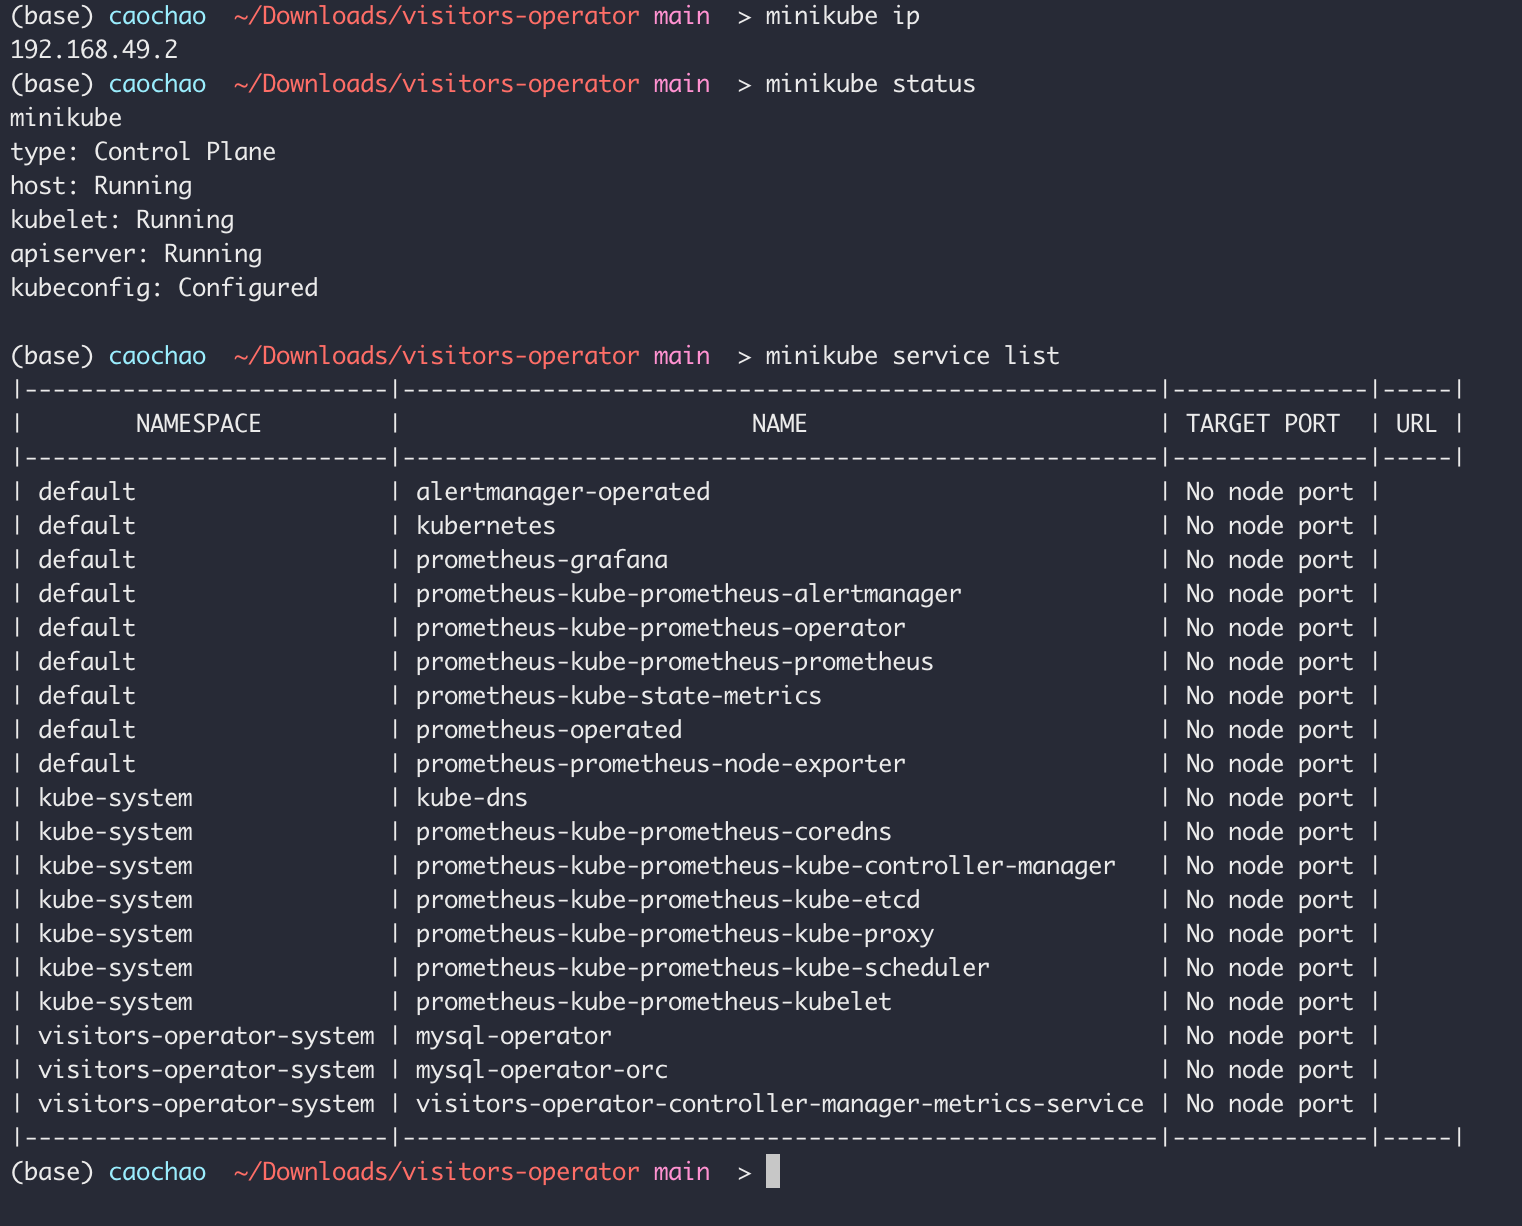 (base) caochao  ~/Downloads/visitors-operator main  > minikube ip
192.168.49.2
(base) caochao  ~/Downloads/visitors-operator main  > minikube status
minikube
type: Control Plane
host: Running
kubelet: Running
apiserver: Running
kubeconfig: Configured

(base) caochao  ~/Downloads/visitors-operator main  > minikube service list
|--------------------------|------------------------------------------------------|--------------|-----|
|        NAMESPACE         |                         NAME                         | TARGET PORT  | URL |
|--------------------------|------------------------------------------------------|--------------|-----|
| default                  | alertmanager-operated                                | No node port |
| default                  | kubernetes                                           | No node port |
| default                  | prometheus-grafana                                   | No node port |
| default                  | prometheus-kube-prometheus-alertmanager              | No node port |
| default                  | prometheus-kube-prometheus-operator                  | No node port |
| default                  | prometheus-kube-prometheus-prometheus                | No node port |
| default                  | prometheus-kube-state-metrics                        | No node port |
| default                  | prometheus-operated                                  | No node port |
| default                  | prometheus-prometheus-node-exporter                  | No node port |
| kube-system              | kube-dns                                             | No node port |
| kube-system              | prometheus-kube-prometheus-coredns                   | No node port |
| kube-system              | prometheus-kube-prometheus-kube-controller-manager   | No node port |
| kube-system              | prometheus-kube-prometheus-kube-etcd                 | No node port |
| kube-system              | prometheus-kube-prometheus-kube-proxy                | No node port |
| kube-system              | prometheus-kube-prometheus-kube-scheduler            | No node port |
| kube-system              | prometheus-kube-prometheus-kubelet                   | No node port |
| visitors-operator-system | mysql-operator                                       | No node port |
| visitors-operator-system | mysql-operator-orc                                   | No node port |
| visitors-operator-system | visitors-operator-controller-manager-metrics-service | No node port |
|--------------------------|------------------------------------------------------|--------------|-----|
(base) caochao  ~/Downloads/visitors-operator main  >